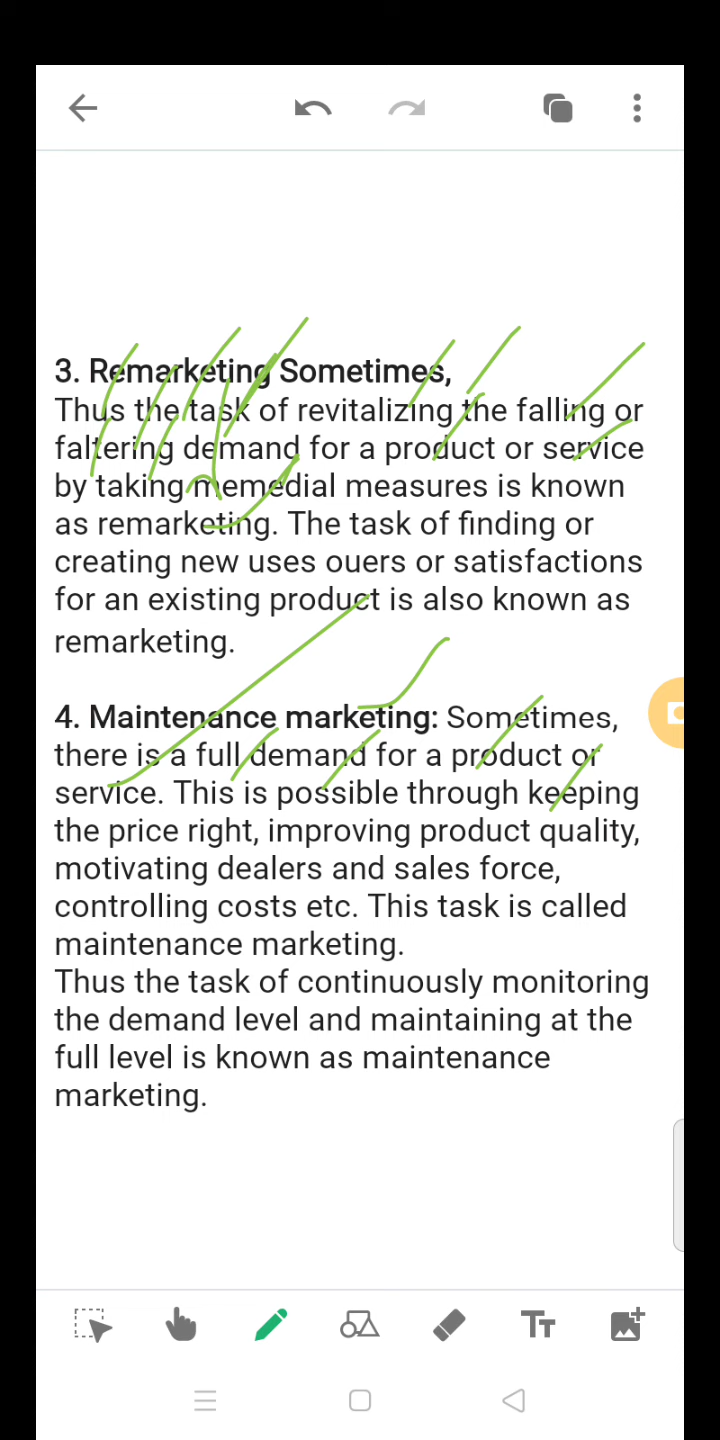 3. Remarketing Sometimes,
Thus the task of revitalizing the falling or
faltering demand for a product or service
by taking memedial measures is known
as remarketing. The task of finding or
creating new uses ouers or satisfactions
for an existing product is also known as
remarketing.
4. Maintenance marketing: Sometimes,
there is a full demand for a product or
service. This is possible through keeping
the price right, improving product quality,
motivating dealers and sales force,
controlling costs etc. This task is called
maintenance marketing.
Thus the task of continuously monitoring
the demand level and maintaining at the
full level is known as maintenance
marketing.
TT